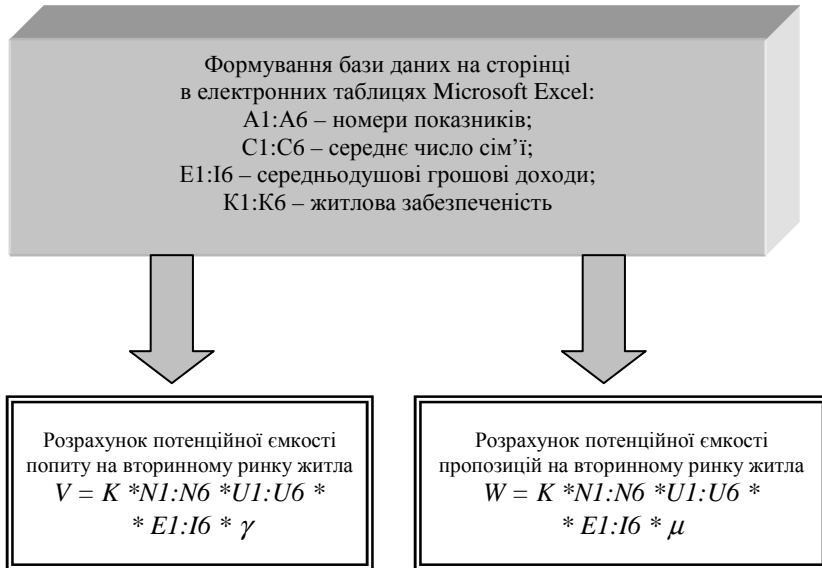 Формування бази даних на сторінці
в електронних таблицях Microsoft Excel:
А1:А6 – номери показників;
С1:С6 – середнє число сім’ї;
Е1:І6 – середньодушові грошові доходи;
К1:К6 – житлова забезпеченість
Розрахунок потенційної ємкості
попиту на вторинному ринку житла
V = K *N1:N6 *U1:U6 *
* E1:I6 * γ
Розрахунок потенційної ємкості
пропозицій на вторинному ринку житла
W = K *N1:N6 *U1:U6 *
* E1:I6 * μ